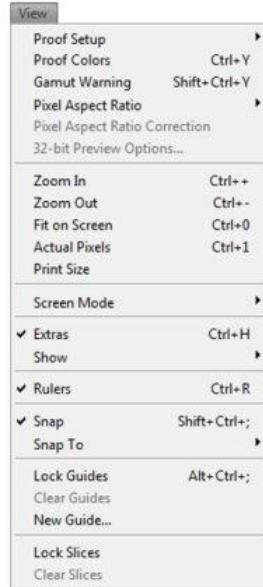 View
Proof Setup
Proof Colors Ctrl+Y
Gamut Warning Shift+Ctrl+Y
Pixel Aspect Ratio
Pixel Aspect Ratio Correction
32-bit Preview Options...
Zoom In Ctrl++
Zoom Out Ctrl+-
Fit on Screen Ctrl+0
Actual Pixels Ctrl+1
Print Size
Screen Mode
Extras Ctrl+H
Show
Rulers Ctrl+R
Snap Shift+Ctrl+;
Snap To
Lock Guides Alt+Ctrl+;
Clear Guides
New Guide...
Lock Slices
Clear Slices